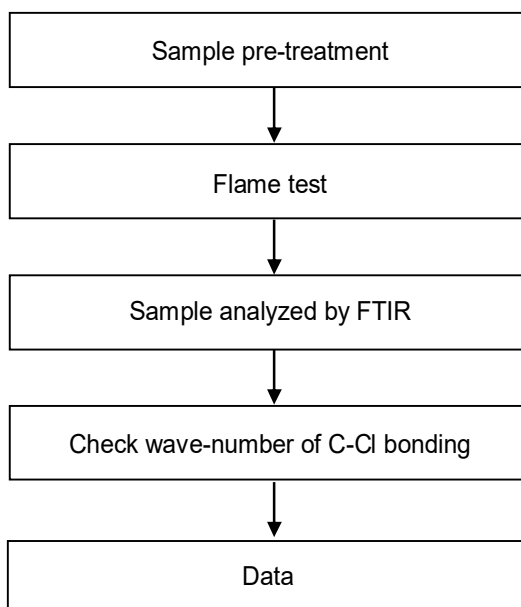 Sample pre-treatment
Flame test
Sample analyzed by FTIR
Check wave-number of C-Cl bonding
Data